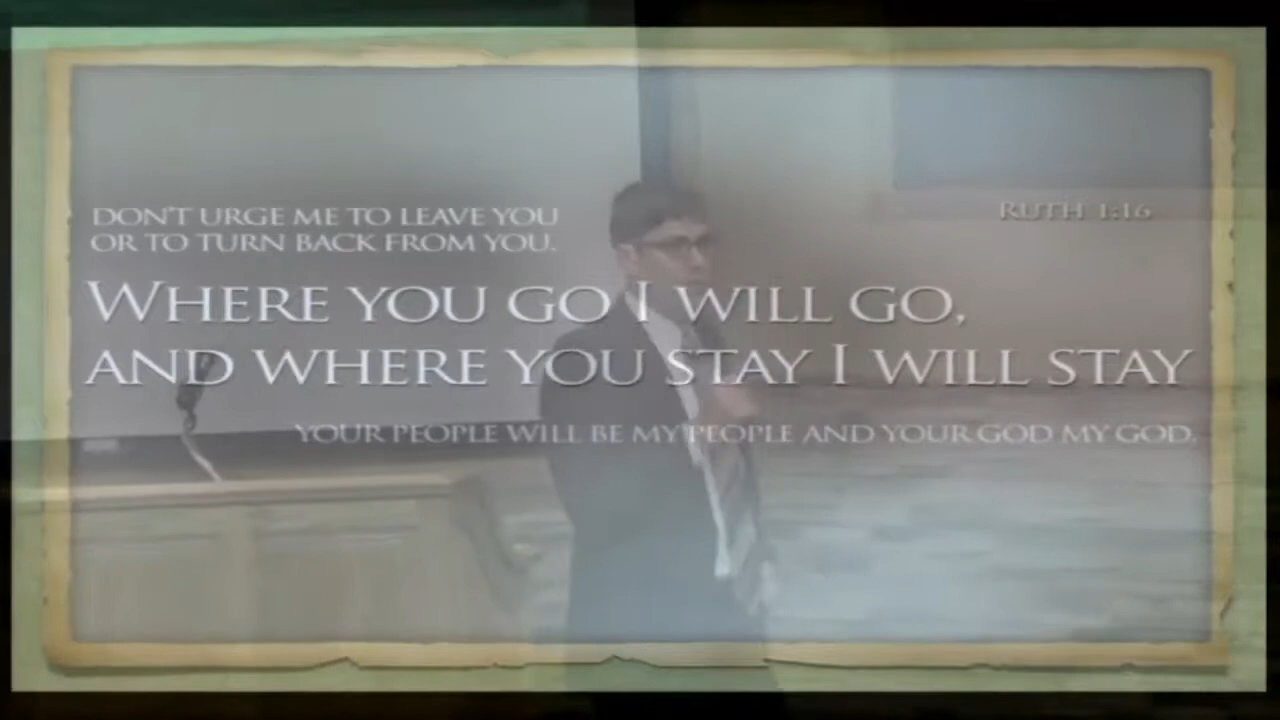 DON'T URGE ME TO LEAVE YOU
OR TO TURN BACK FROM YOU.
RUTH 1:16
WHERE YOU GO I WILL GO,
AND WHERE YOU STAY I WILL STAY
YOUR PEOPLE WILL BE MY PEOPLE AND YOUR GOD MY GOD.